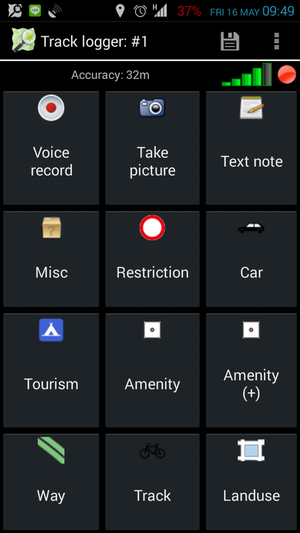 37% FRI 16 MAY 09:49
Track logger: #1
Accuracy: 32m
Voice
record
Take
picture
Text note
Misc
Restriction
Car
Tourism
Amenity
Amenity
(+)
Way
Track
Landuse